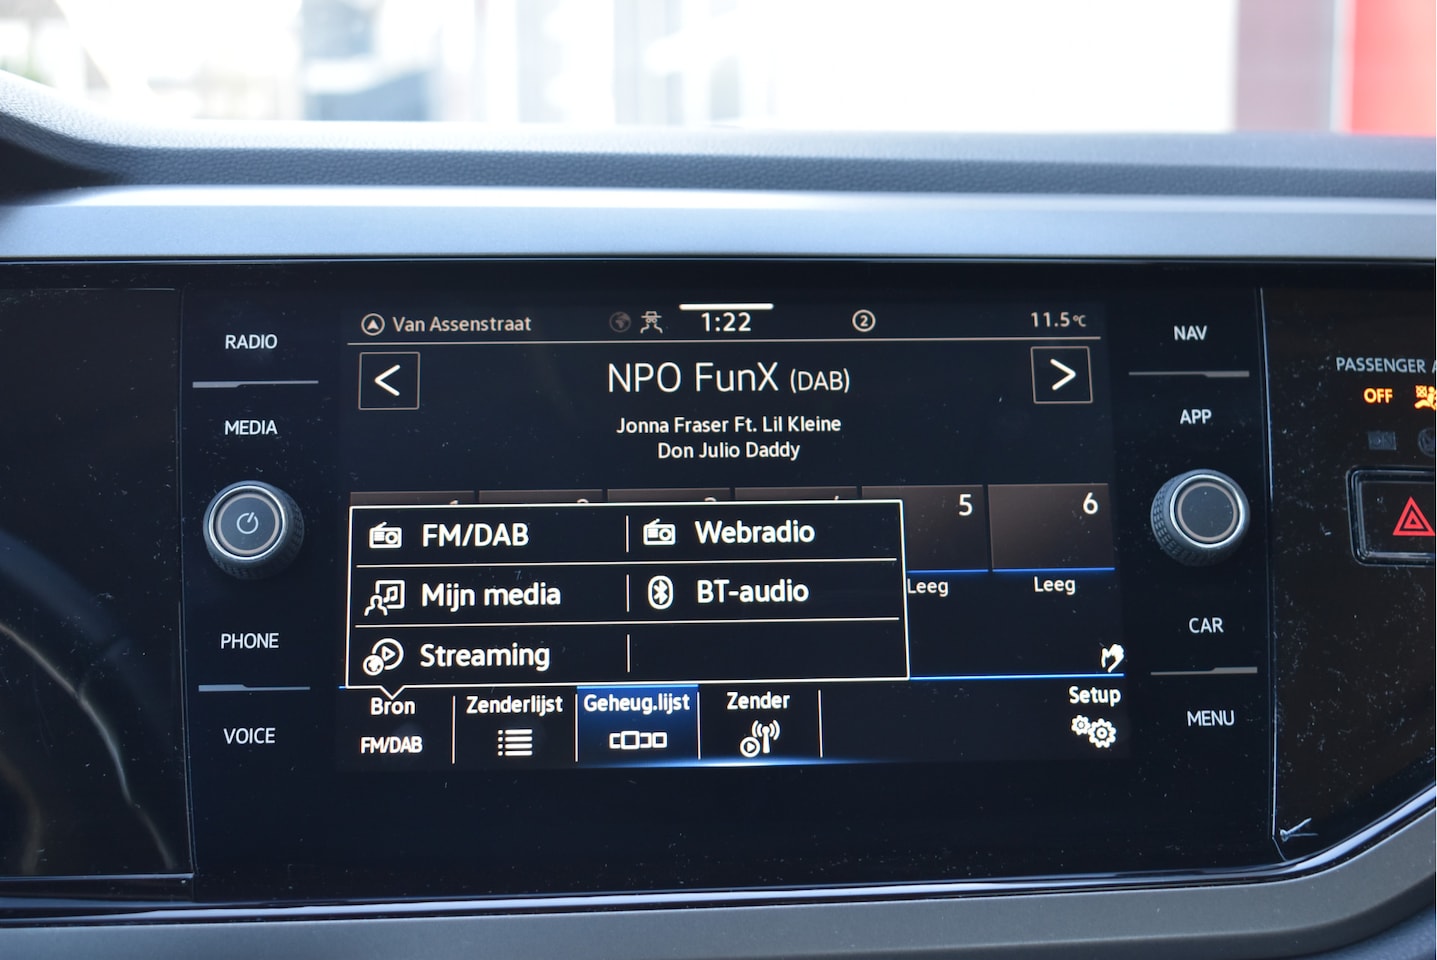 RADIO
MEDIA
PHONE
VOICE
Van Assenstraat
1:22
2
11.5°C
<
NPO FunX (DAB)
>
Jonna Fraser Ft. Lil Kleine
Don Julio Daddy
5
6
Leeg
Leeg
FM/DAB
Webradio
Mijn media
BT-audio
Streaming
Bron
FM/DAB
Zenderlijst
Geheug.lijst
Zender
Setup
NAV
APP
CAR
MENU
PASSENGER
OFF